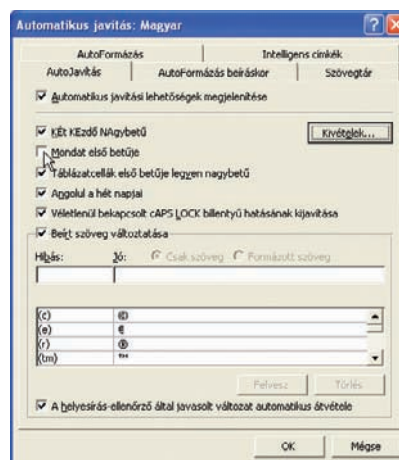 Automatikus javítás: Magyar
AutoFormázás Intelligens címkék
AutoJavítás AutoFormázás beíráskor Szövegtár
Automatikus javítási lehetőségek megjelenítése
KÉt KEzdő NAgybetű Kivételek...
Mondat első betűje
Táblázatcellák első betűje legyen nagybetű
Angolul a hét napjai
Véletlenül bekapcsolt cAPS LOCK billentyű hatásának kijavítása
Beírt szöveg változtatása
Hibás: Jó: Csak szöveg Formázott szöveg
(c) ©
(e) €
(r) ®
(tm) ™
Felvesz Törlés
A helyesírás-ellenőrző által javasolt változat automatikus átvétele
OK Mégse